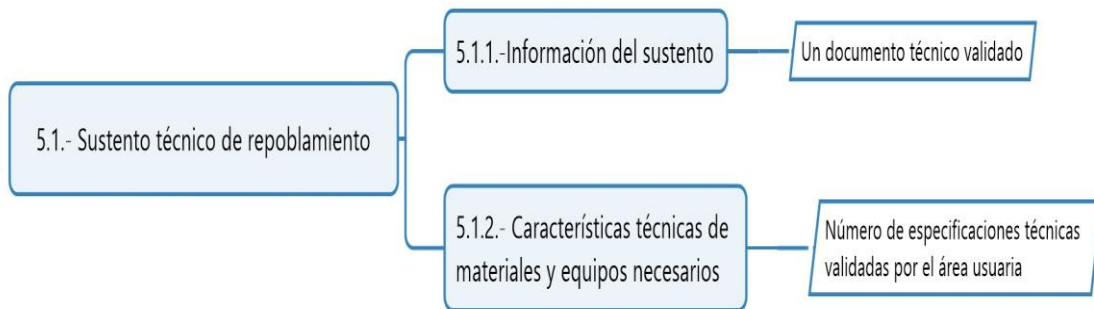 5.1.1.-Información del sustento
Un documento técnico validado
5.1.- Sustento técnico de repoblamiento
5.1.2.- Características técnicas de
materiales y equipos necesarios
Número de especificaciones técnicas
validadas por el área usuaria